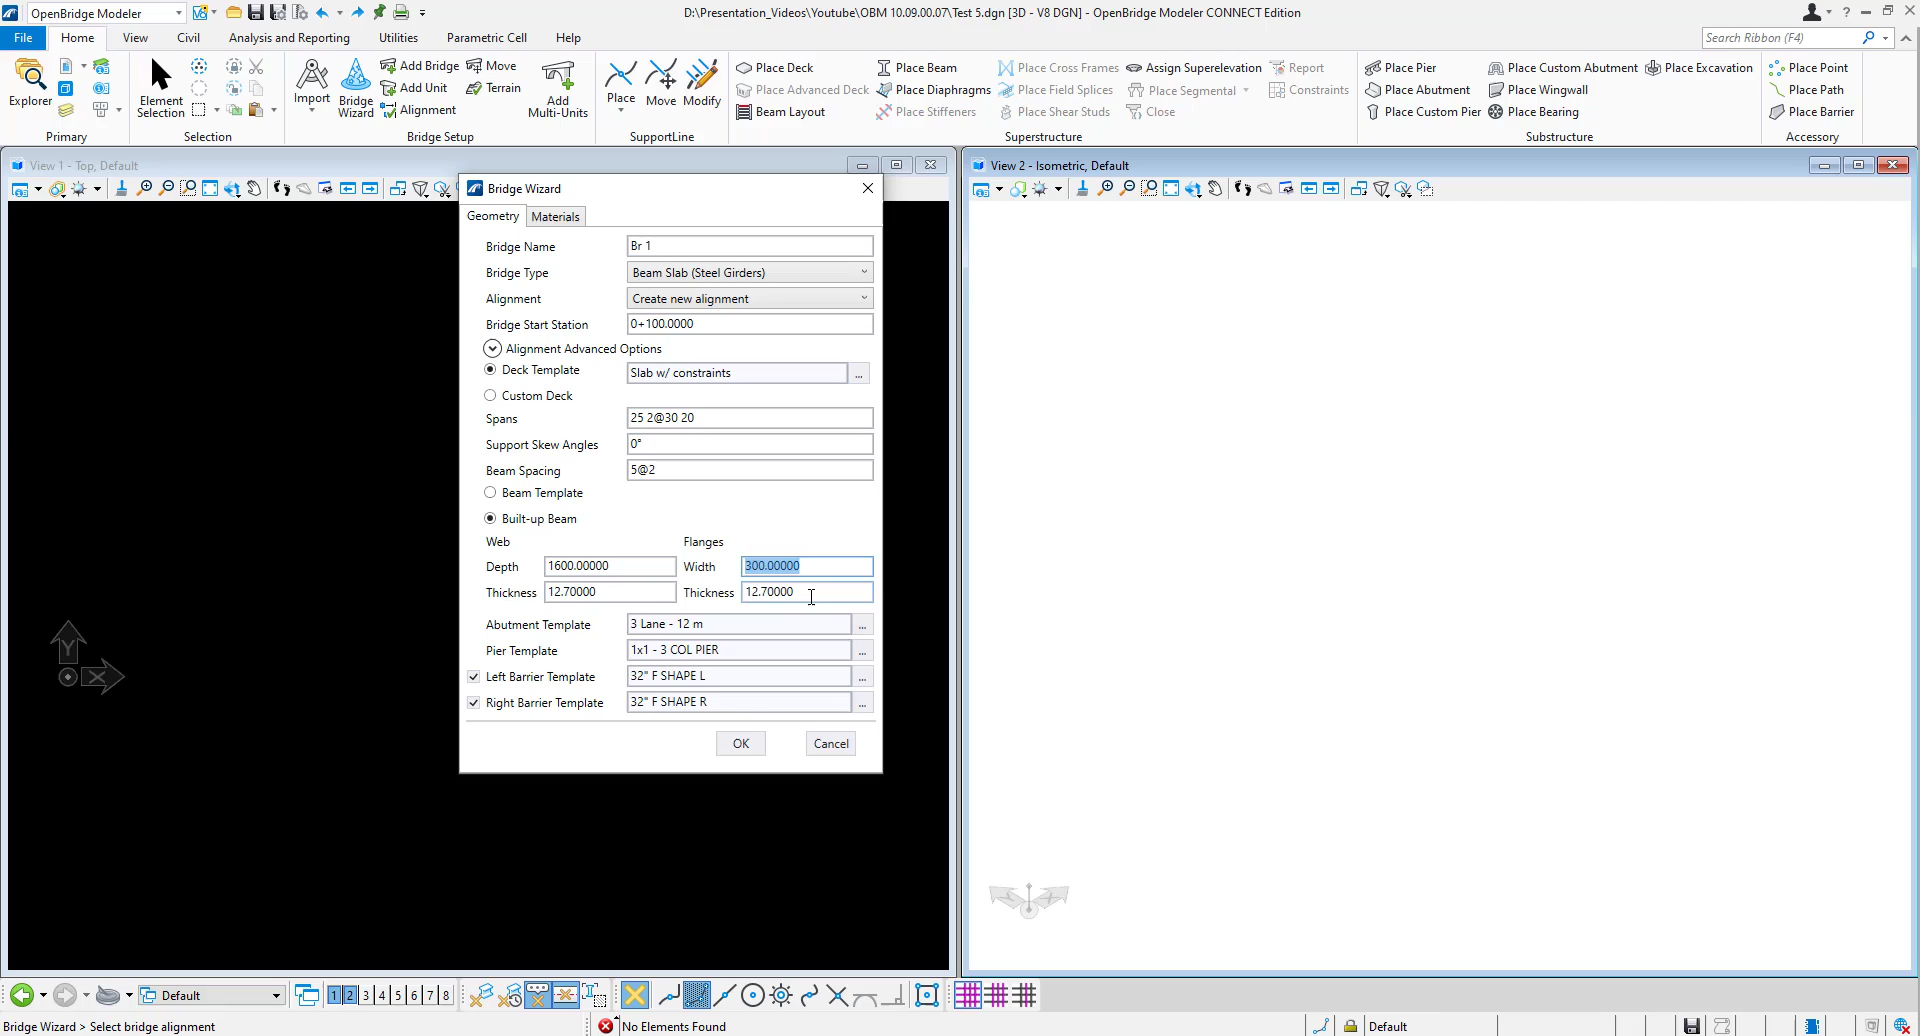 OpenBridge Modeler
D:\Presentation_Videos\Youtube\OBM 10.09.00.07\Test 5.dgn [3D - V8 DGN] - OpenBridge Modeler CONNECT Edition
File Home View Civil Analysis and Reporting Utilities Parametric Cell Help
Search Ribbon (F4)
Explorer
Primary
Element Selection
Selection
Import
Bridge Wizard
Add Bridge
Add Unit
Alignment
Move
Terrain
Add Multi-Units
Bridge Setup
Place
Move
Modify
SupportLine
Place Deck
Place Advanced Deck
Beam Layout
Place Beam
Place Diaphragms
Place Stiffeners
Place Cross Frames
Place Field Splices
Place Shear Studs
Assign Superelevation
Place Segmental
Close
Report
Constraints
Superstructure
Place Pier
Place Abutment
Place Custom Pier
Place Custom Abutment
Place Wingwall
Place Bearing
Place Excavation
Substructure
Place Point
Place Path
Place Barrier
Accessory
View 1 - Top, Default
View 2 - Isometric, Default
Bridge Wizard
Geometry Materials
Bridge Name Br 1
Bridge Type Beam Slab (Steel Girders)
Alignment Create new alignment
Bridge Start Station 0+100.0000
Alignment Advanced Options
Deck Template Slab w/ constraints ...
Custom Deck
Spans 25 2@30 20
Support Skew Angles 0°
Beam Spacing 5@2
Beam Template
Built-up Beam
Web Flanges
Depth 1600.00000 Width 300.00000
Thickness 12.70000 Thickness 12.70000
Abutment Template 3 Lane - 12 m ...
Pier Template 1x1 - 3 COL PIER ...
Left Barrier Template 32" F SHAPE L ...
Right Barrier Template 32" F SHAPE R ...
OK Cancel
Y
X
Default
1 2 3 4 5 6 7 8
Bridge Wizard > Select bridge alignment
No Elements Found
Default